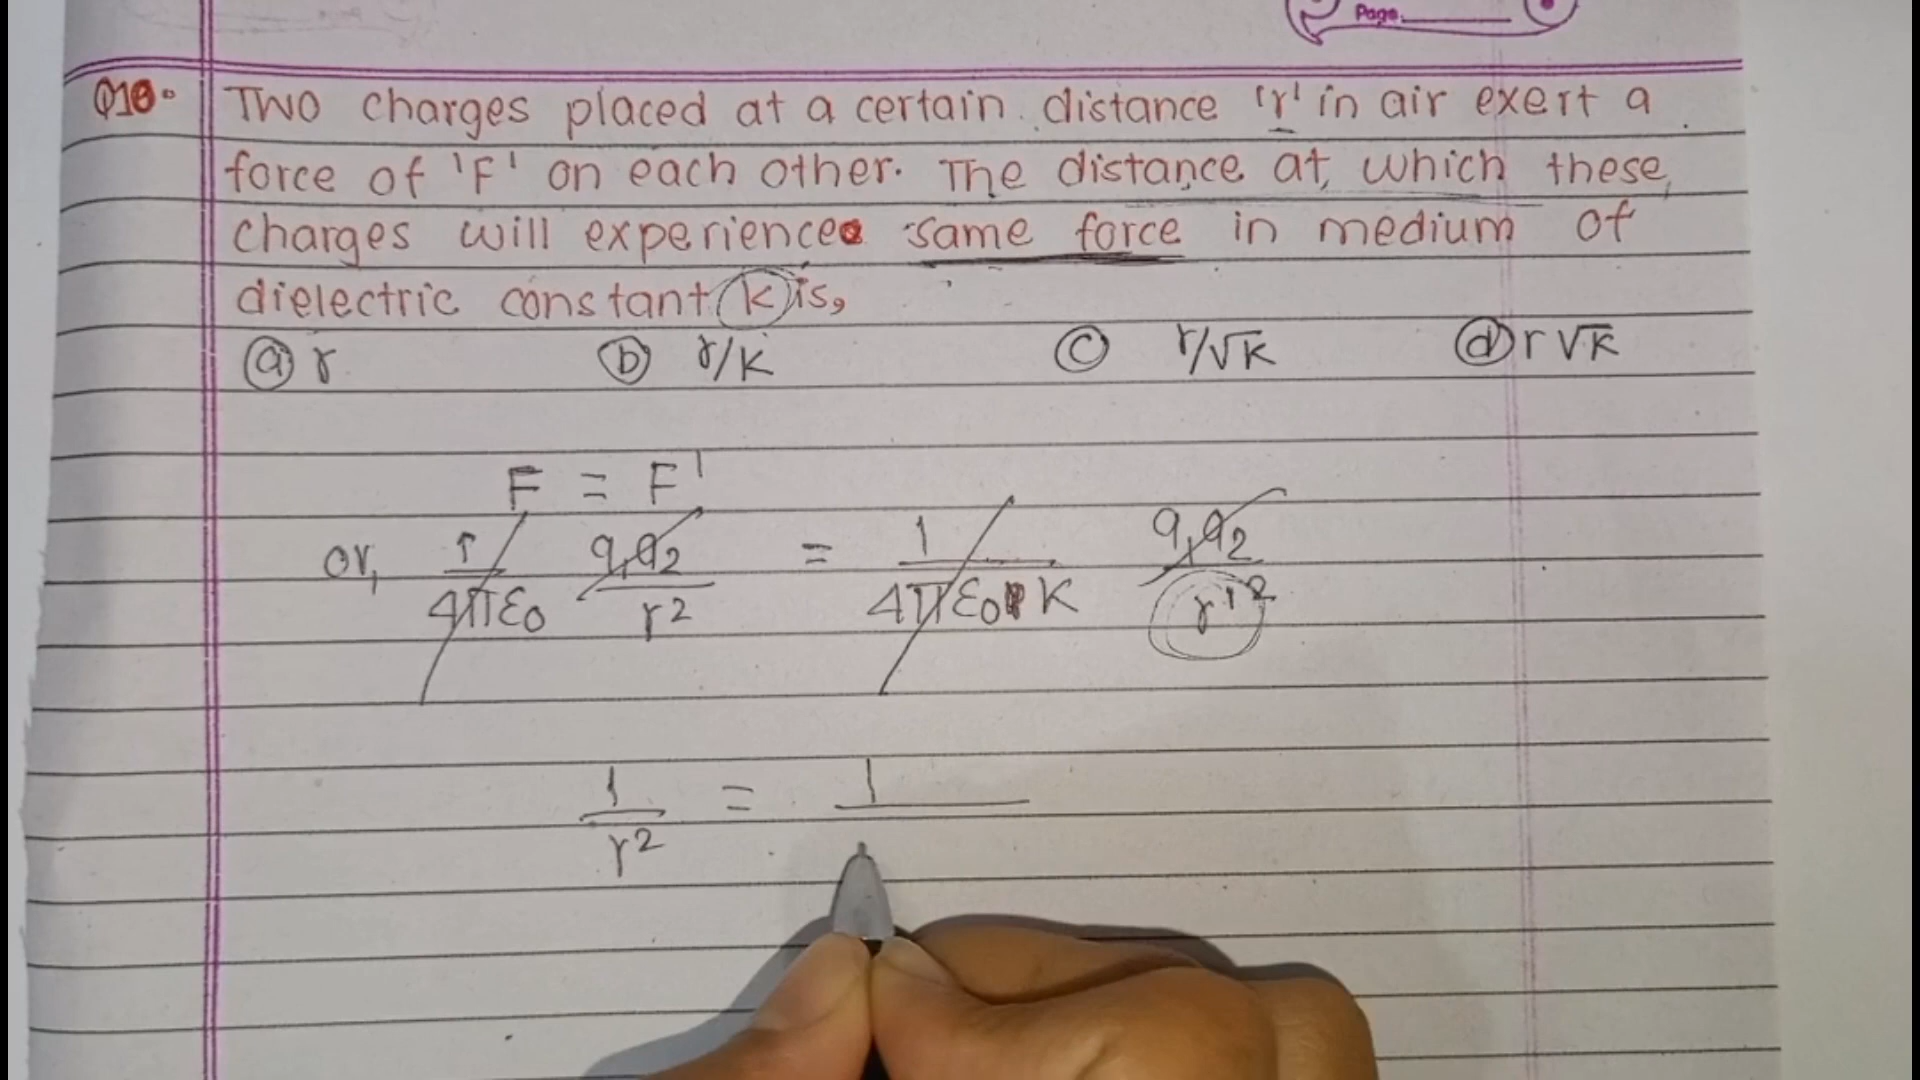 Page.
Q10. Two charges placed at a certain distance 'r' in air exert a
force of 'F' on each other. The distance at which these
charges will experience same force in medium of
dielectric constant k is,
(a) r (b) r/k (c) r/√k (d) r√k
F = F'
or, 1/4πε0 q1q2/r2 = 1/4πε0 k q1q2/r'2
1/r2 = 1